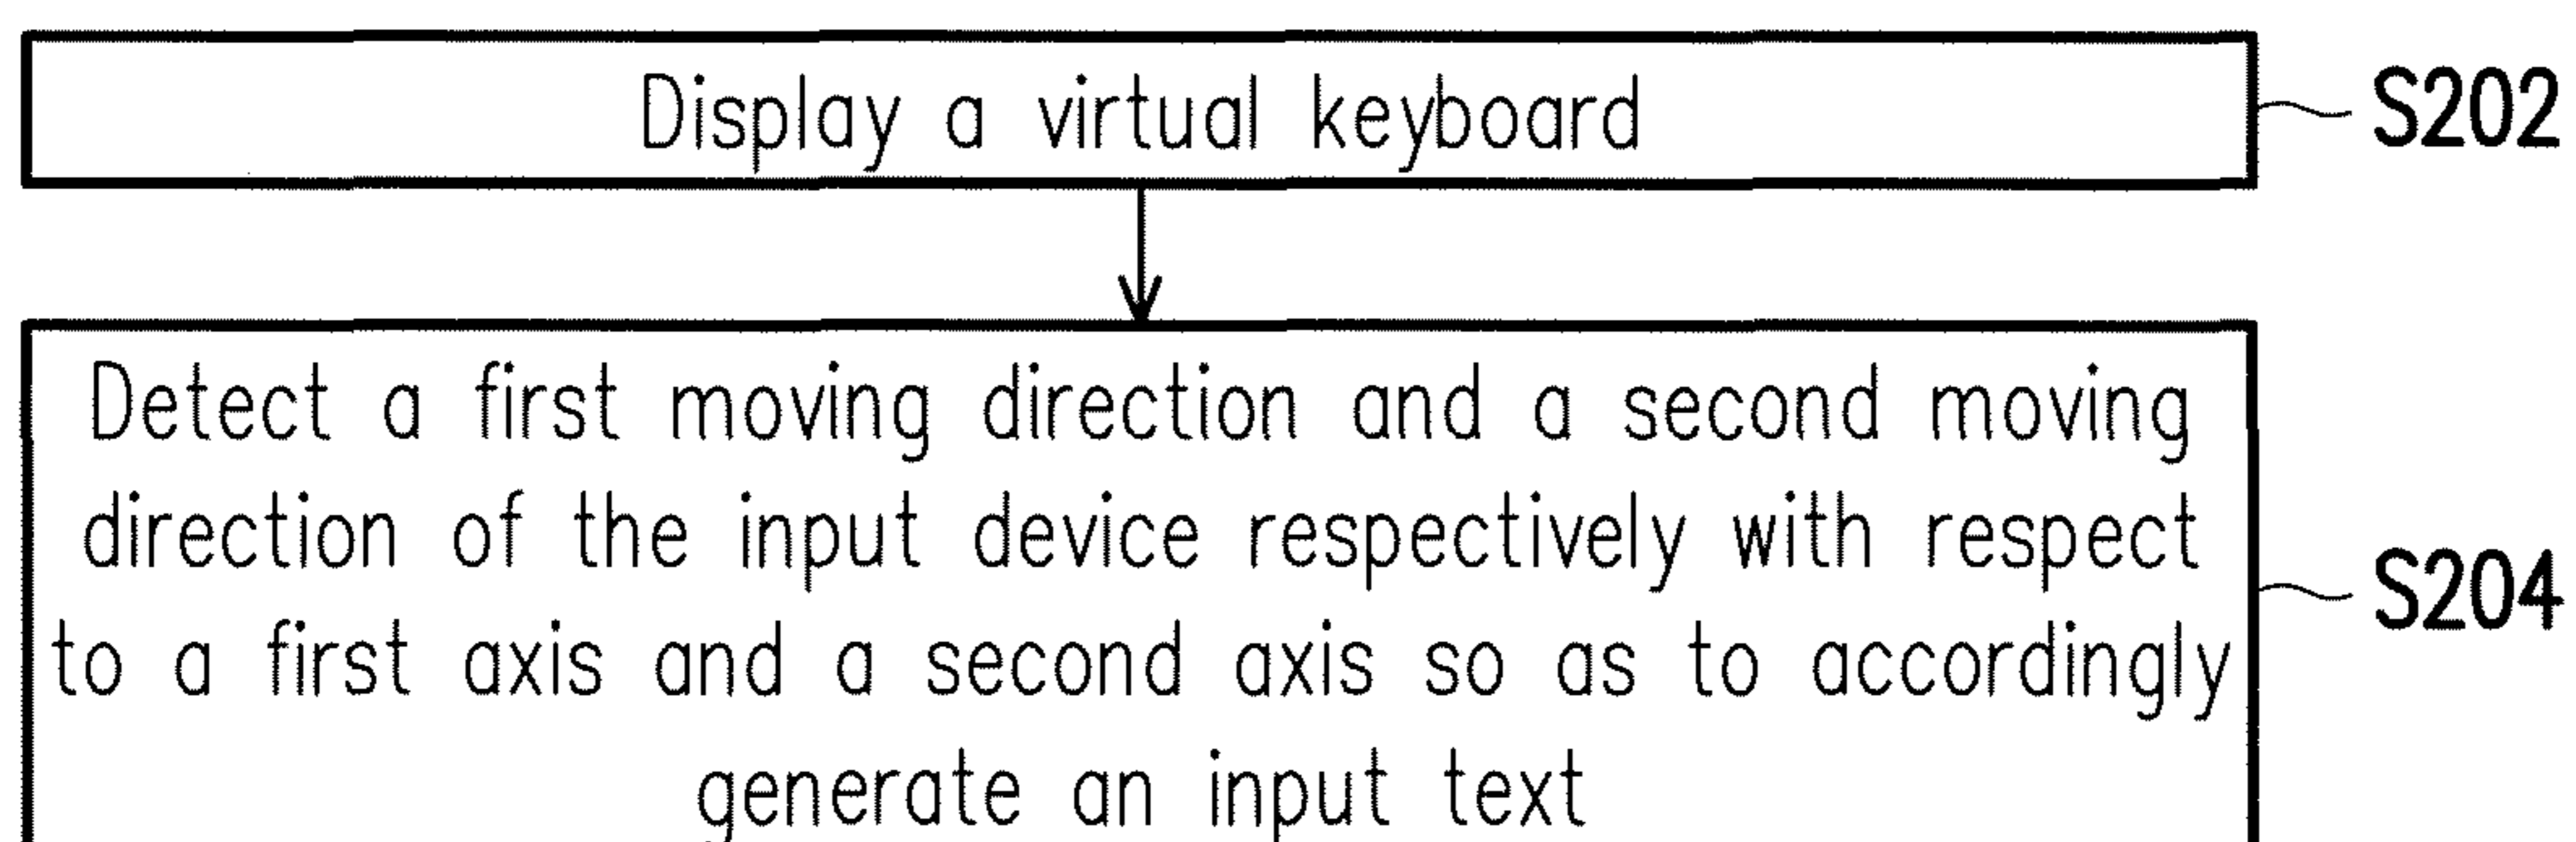 Display a virtual keyboard
S202
Detect a first moving direction and a second moving
direction of the input device respectively with respect
S204
to a first axis and a second axis so as to accordingly
generate an input text